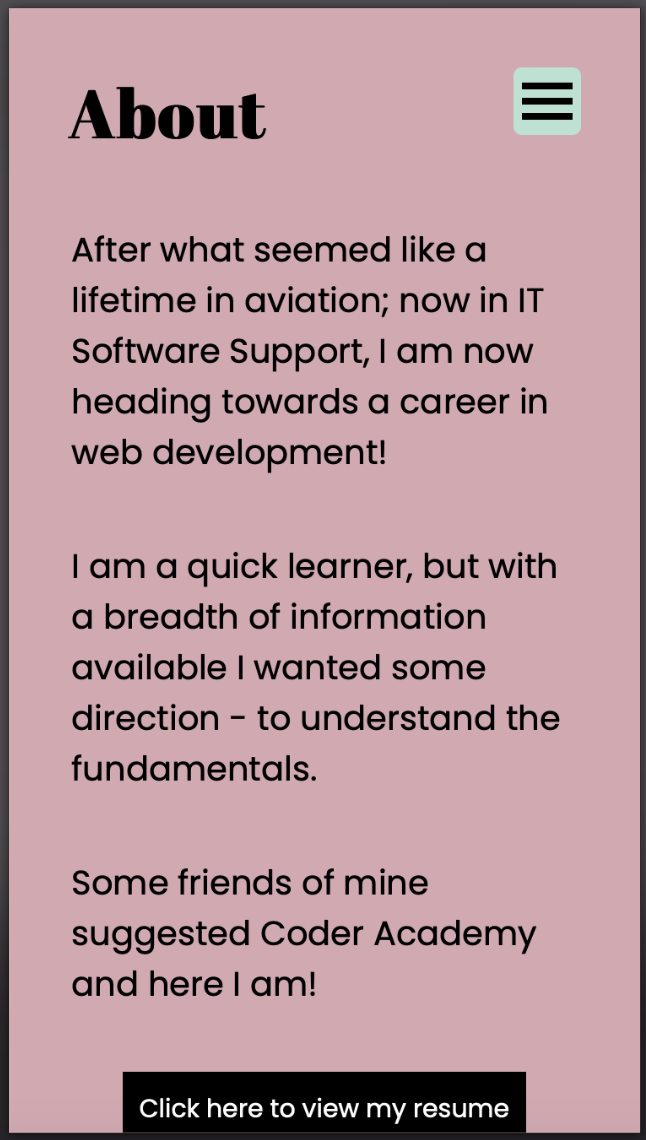 About
After what seemed like a
lifetime in aviation; now in IT
Software Support, I am now
heading towards a career in
web development!
I am a quick learner, but with
a breadth of information
available I wanted some
direction - to understand the
fundamentals.
Some friends of mine
suggested Coder Academy
and here I am!
Click here to view my resume